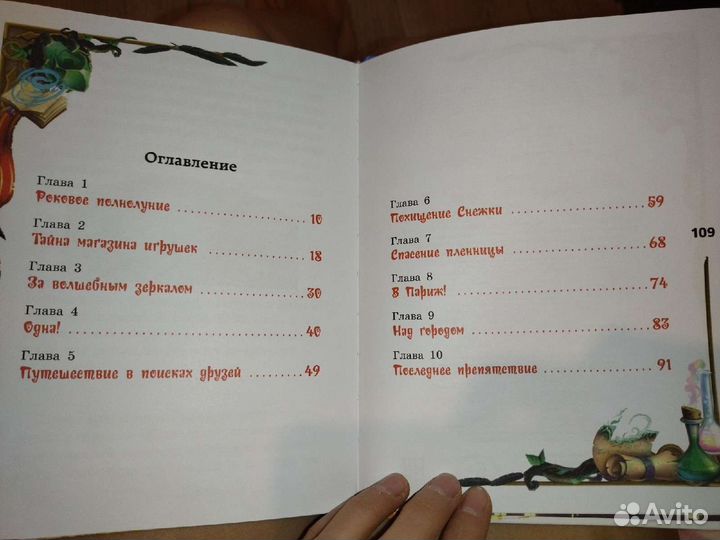 Оглавление
Глава 1
Роковое полнолуние ..................... 10
Глава 2
Тайна магазина игрушек ................. 18
Глава 3
За волшебным зеркалом .................. 30
Глава 4
Одна! .................................. 40
Глава 5
Путешествие в поисках друзей .......... 49
Глава 6
Похищение Снежки ....................... 59
Глава 7
Спасение пленницы ...................... 68
Глава 8
В Париж! ............................... 74
Глава 9
Над городом ............................ 83
Глава 10
Последнее препятствие .................. 91
109
Avito